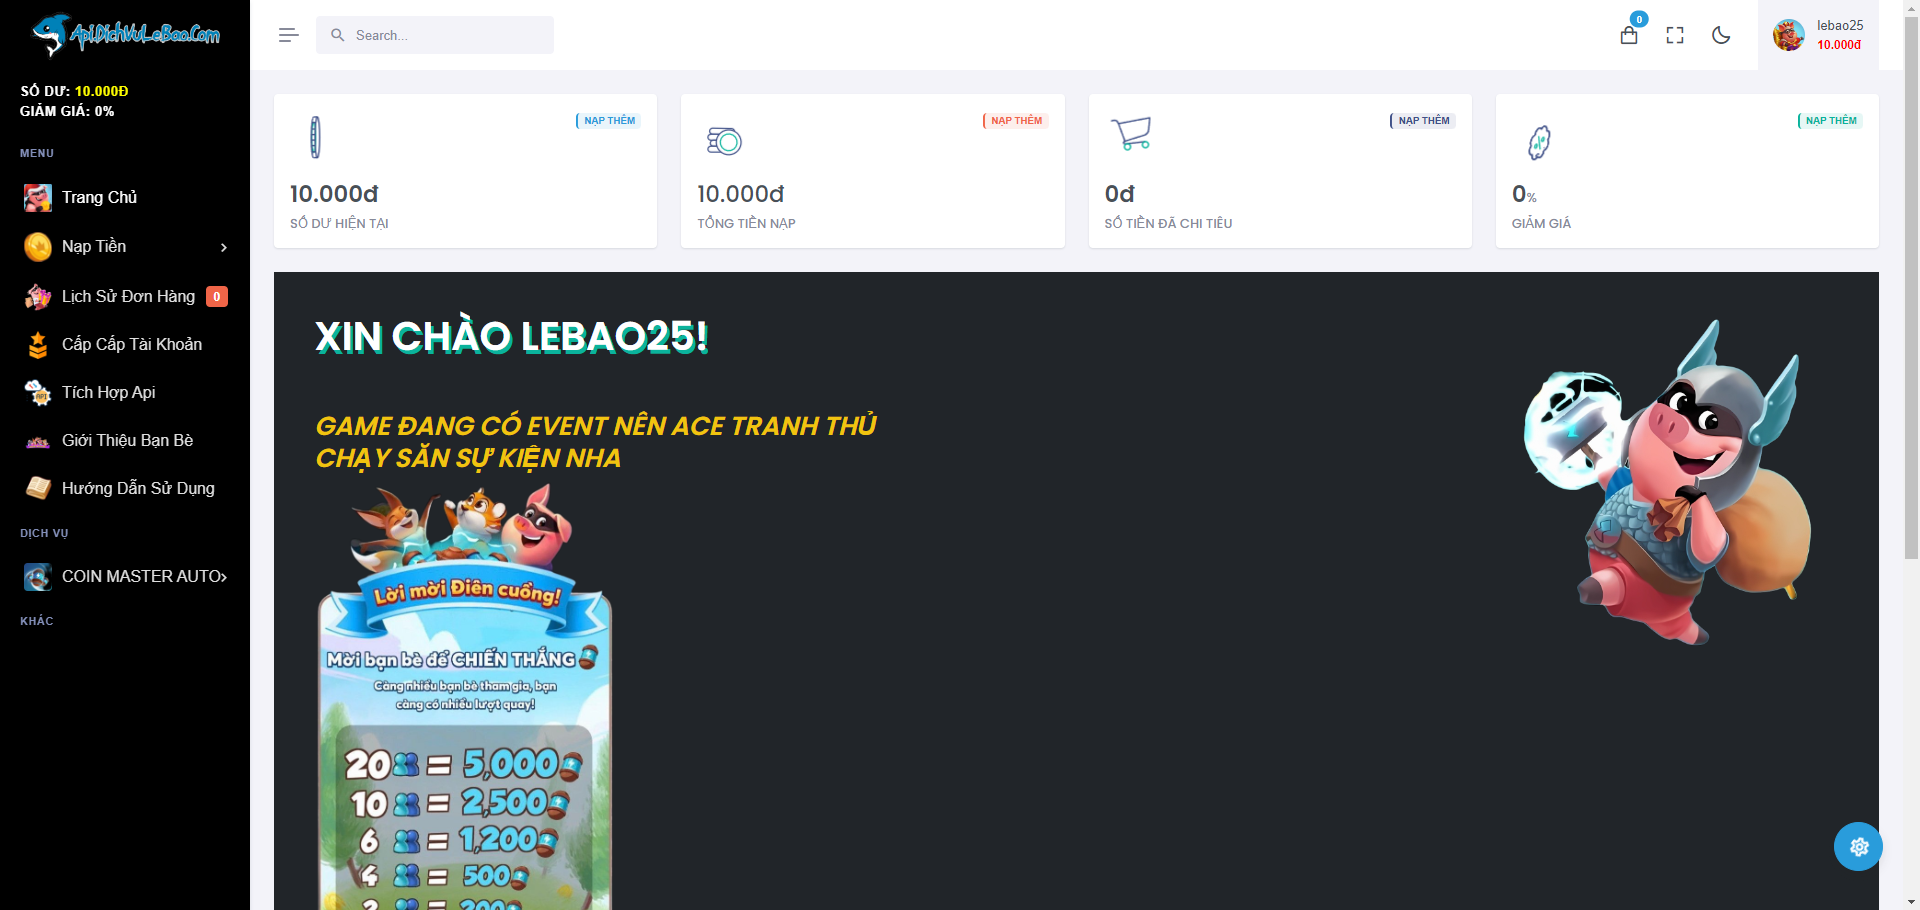 Api.DichVuLeBao.Com
SỐ DƯ: 10.000Đ
GIẢM GIÁ: 0%
MENU
Trang Chủ
Nạp Tiền
Lịch Sử Đơn Hàng 0
Cấp Cấp Tài Khoản
Tích Hợp Api
Giới Thiệu Bạn Bè
Hướng Dẫn Sử Dụng
DỊCH VỤ
COIN MASTER AUTO
KHÁC
Search...
0
lebao25
10.000đ
NẠP THÊM
10.000đ
SỐ DƯ HIỆN TẠI
NẠP THÊM
10.000đ
TỔNG TIỀN NẠP
NẠP THÊM
0đ
SỐ TIỀN ĐÃ CHI TIÊU
NẠP THÊM
0%
GIẢM GIÁ
XIN CHÀO LEBAO25!
GAME ĐANG CÓ EVENT NÊN ACE TRANH THỦ
CHẠY SĂN SỰ KIỆN NHA
Lời mời Điên cuồng!
Mời bạn bè để CHIẾN THẮNG
Càng nhiều bạn bè tham gia, bạn
càng có nhiều lượt quay!
20 = 5,000
10 = 2,500
6 = 1,200
4 = 500
2 = 200